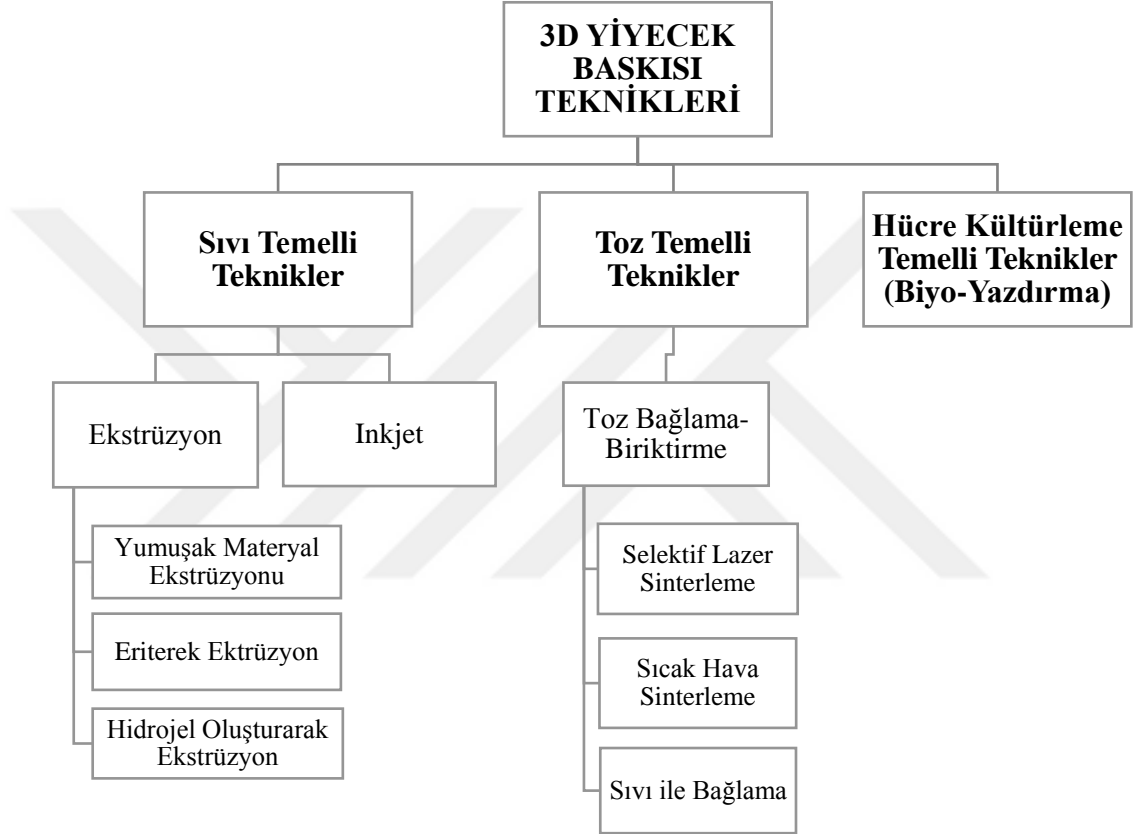 3D YİYECEK
BASKISI
TEKNİKLERİ
Sıvı Temelli
Teknikler
Toz Temelli
Teknikler
Hücre Kültürleme
Temelli Teknikler
(Biyo-Yazdırma)
Ekstrüzyon
Inkjet
Toz Bağlama-
Biriktirme
Yumuşak Materyal
Ekstrüzyonu
Eriterek Ektrüzyon
Hidrojel Oluşturarak
Ekstrüzyon
Selektif Lazer
Sinterleme
Sıcak Hava
Sinterleme
Sıvı ile Bağlama